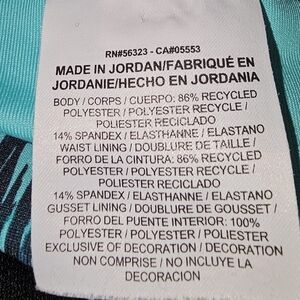 RN#56323 - CA#05553
MADE IN JORDAN/FABRIQUÉ EN
JORDANIE/HECHO EN JORDANIA
BODY / CORPS / CUERPO: 86% RECYCLED
POLYESTER / POLYESTER RECYCLE /
POLIESTER RECICLADO
14% SPANDEX / ELASTHANNE / ELASTANO
WAIST LINING / DOUBLURE DE TAILLE /
FORRO DE LA CINTURA: 86% RECYCLED
POLYESTER / POLYESTER RECYCLE /
POLIESTER RECICLADO
14% SPANDEX / ELASTHANNE / ELASTANO
GUSSET LINING / DOUBLURE DE GOUSSET /
FORRO DEL PUENTE INTERIOR: 100%
POLYESTER / POLYESTER / POLIESTER
EXCLUSIVE OF DECORATION / DECORATION
NON COMPRISE / NO INCLUYE LA
DECORACION